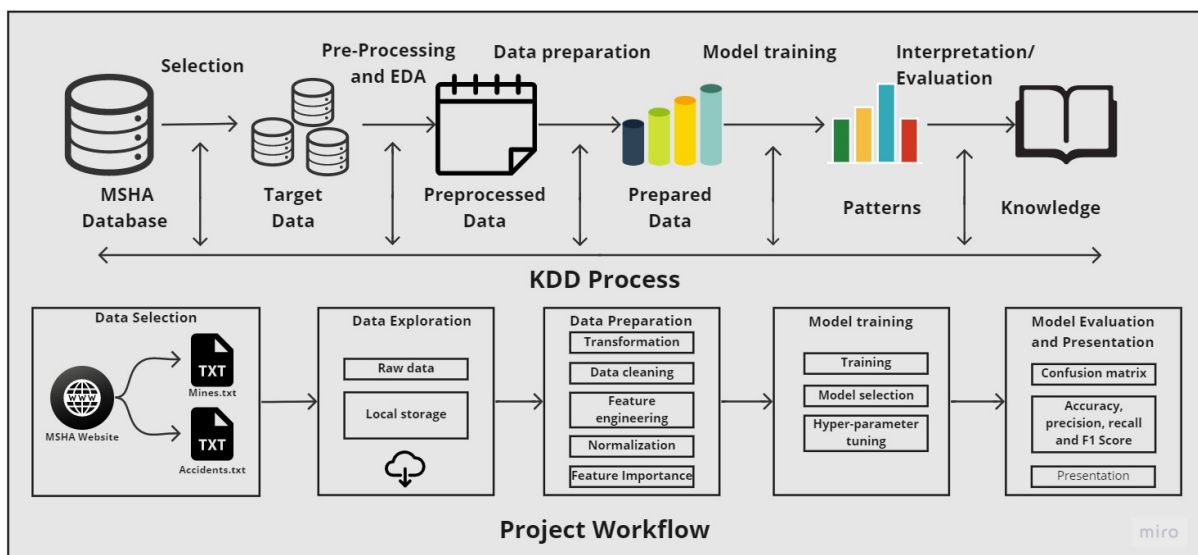 Selection
Pre-Processing
and EDA
Data preparation
Model training
Interpretation/
Evaluation
MSHA
Database
Target
Data
Preprocessed
Data
Prepared
Data
Patterns
Knowledge
KDD Process
Data Selection
WWW
MSHA Website
TXT
Mines.txt
TXT
Accidents.txt
Data Exploration
Raw data
Local storage
Data Preparation
Transformation
Data cleaning
Feature
engineering
Normalization
Feature Importance
Model training
Training
Model selection
Hyper-parameter
tuning
Model Evaluation
and Presentation
Confusion matrix
Accuracy,
precision, recall
and F1 Score
Presentation
Project Workflow
miro